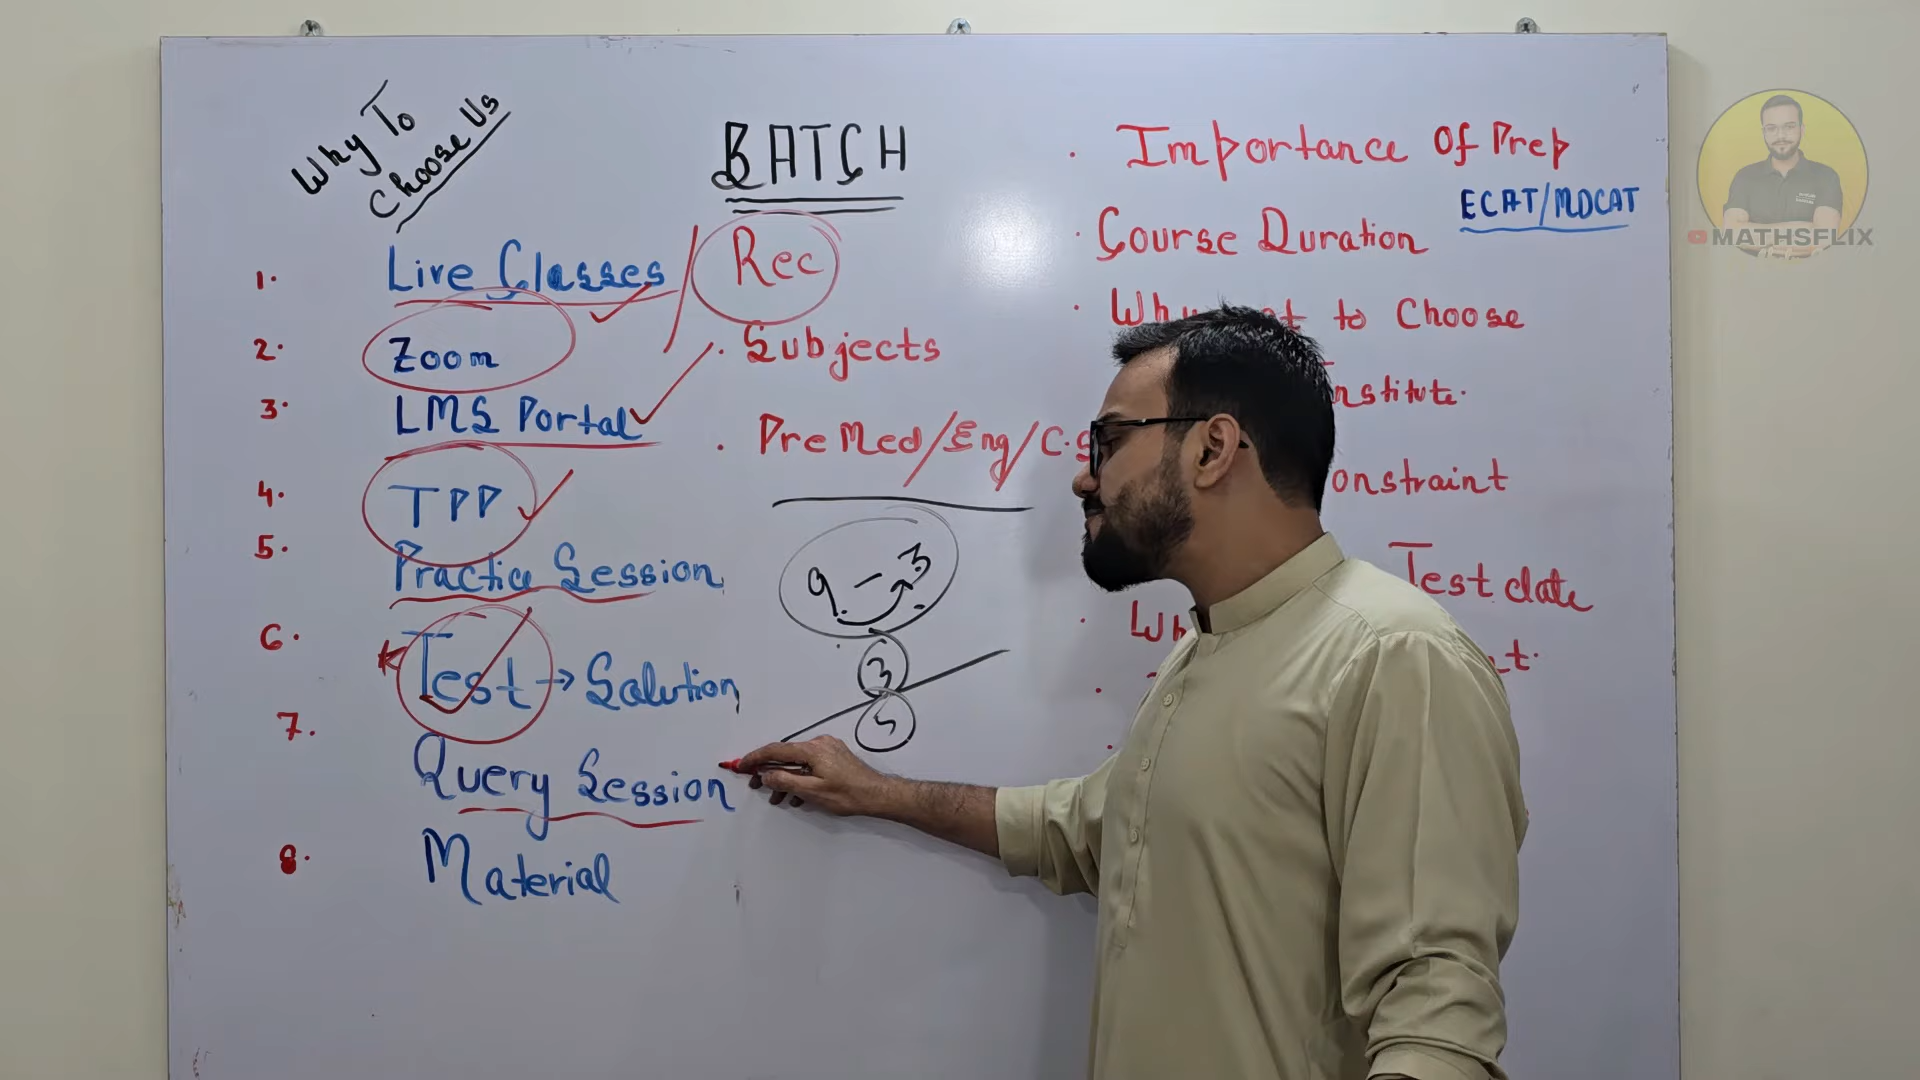 Why To
Choose Us
BATCH
1. Live Classes / Rec
2. Zoom
3. LMS Portal
4. TPP
5. Practice Session
6. Test → Solution
7. Query Session
8. Material
· Subjects
· Pre Med/Eng/C.S
9 - 3
3
5
· Importance Of Prep
ECAT/MDCAT
· Course Duration
· Why to Choose
nstitute.
onstraint
Test date
· Wh
MATHSFLIX